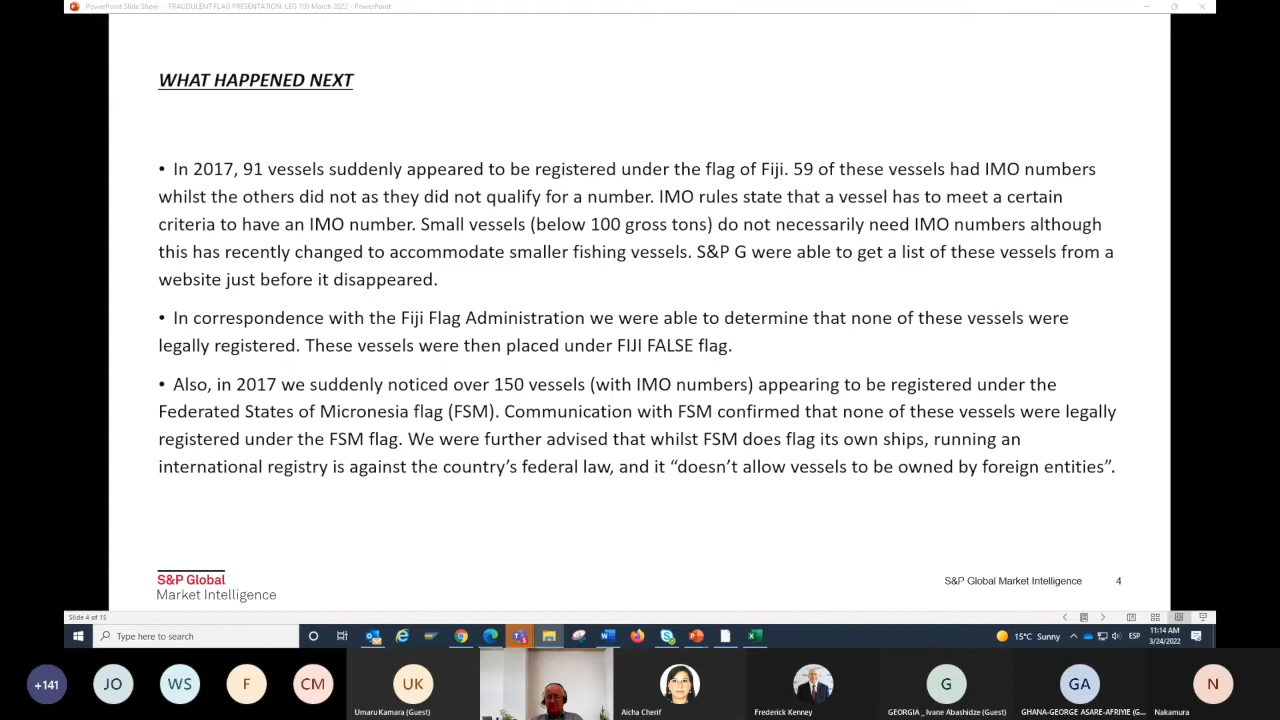 PowerPoint Slide Show - FRAUDULENT FLAG PRESENTATION LEG 109 March 2022 - PowerPoint
WHAT HAPPENED NEXT
• In 2017, 91 vessels suddenly appeared to be registered under the flag of Fiji. 59 of these vessels had IMO numbers
whilst the others did not as they did not qualify for a number. IMO rules state that a vessel has to meet a certain
criteria to have an IMO number. Small vessels (below 100 gross tons) do not necessarily need IMO numbers although
this has recently changed to accommodate smaller fishing vessels. S&P G were able to get a list of these vessels from a
website just before it disappeared.
• In correspondence with the Fiji Flag Administration we were able to determine that none of these vessels were
legally registered. These vessels were then placed under FIJI FALSE flag.
• Also, in 2017 we suddenly noticed over 150 vessels (with IMO numbers) appearing to be registered under the
Federated States of Micronesia flag (FSM). Communication with FSM confirmed that none of these vessels were legally
registered under the FSM flag. We were further advised that whilst FSM does flag its own ships, running an
international registry is against the country's federal law, and it “doesn't allow vessels to be owned by foreign entities”.
S&P Global
Market Intelligence
S&P Global Market Intelligence 4
Slide 4 of 15
Type here to search
15°C Sunny
ESP
11:14 AM
3/24/2022
+141
JO
WS
F
CM
UK
G
GA
N
Umaru Kamara (Guest)
Aicha Cherif
Frederick Kenney
GEORGIA _ Ivane Abashidze (Guest)
GHANA-GEORGE ASARE-AFRIYIE (G...
Nakamura